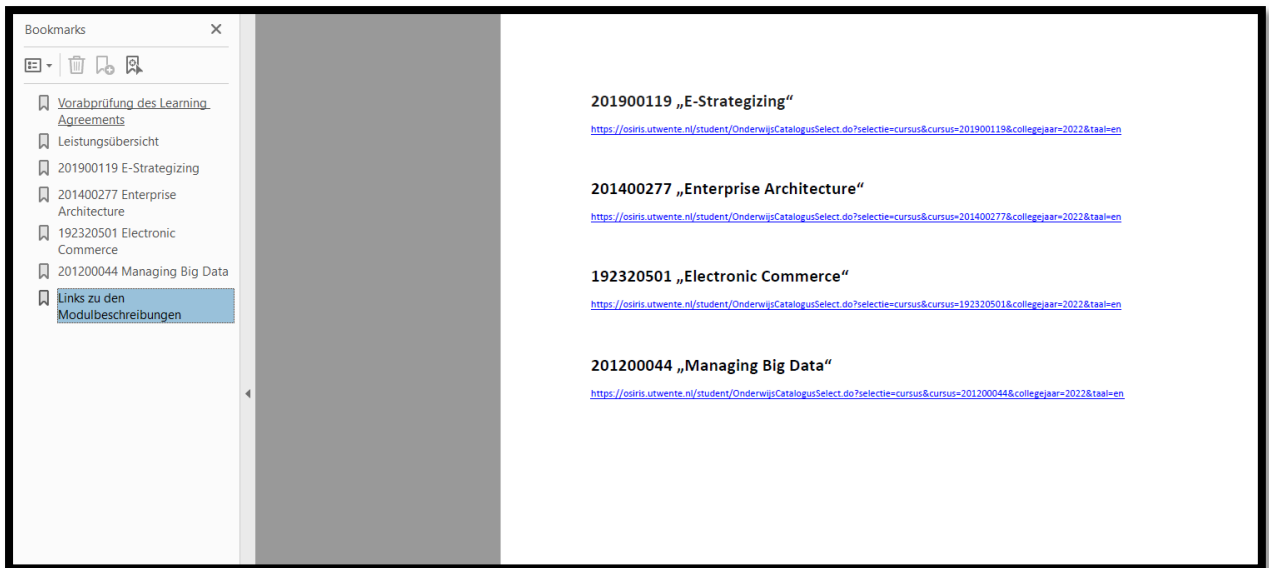 Bookmarks
Vorabprüfung des Learning
Agreements
Leistungsübersicht
201900119 E-Strategizing
201400277 Enterprise
Architecture
192320501 Electronic
Commerce
201200044 Managing Big Data
Links zu den
Modulbeschreibungen
201900119 „E-Strategizing“
https://osiris.utwente.nl/student/OnderwijsCatalogusSelect.do?selectie=cursus&cursus=201900119&collegejaar=2022&taal=en
201400277 „Enterprise Architecture“
https://osiris.utwente.nl/student/OnderwijsCatalogusSelect.do?selectie=cursus&cursus=201400277&collegejaar=2022&taal=en
192320501 „Electronic Commerce“
https://osiris.utwente.nl/student/OnderwijsCatalogusSelect.do?selectie=cursus&cursus=192320501&collegejaar=2022&taal=en
201200044 „Managing Big Data“
https://osiris.utwente.nl/student/OnderwijsCatalogusSelect.do?selectie=cursus&cursus=201200044&collegejaar=2022&taal=en